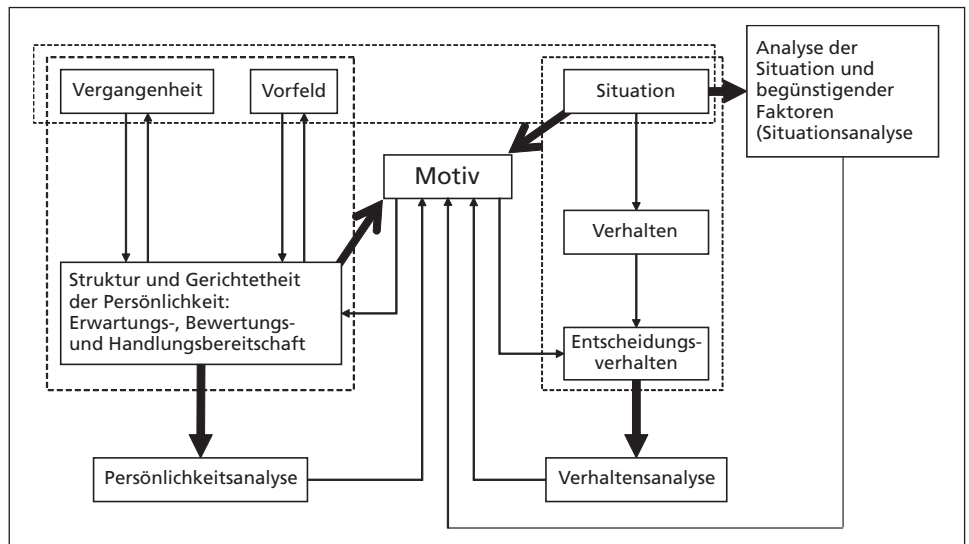 Vergangenheit
Vorfeld
Situation
Analyse der
Situation und
begünstigender
Faktoren
(Situationsanalyse
Motiv
Verhalten
Struktur und Gerichtetheit
der Persönlichkeit:
Erwartungs-, Bewertungs-
und Handlungsbereitschaft
Entscheidungs-
verhalten
Persönlichkeitsanalyse
Verhaltensanalyse